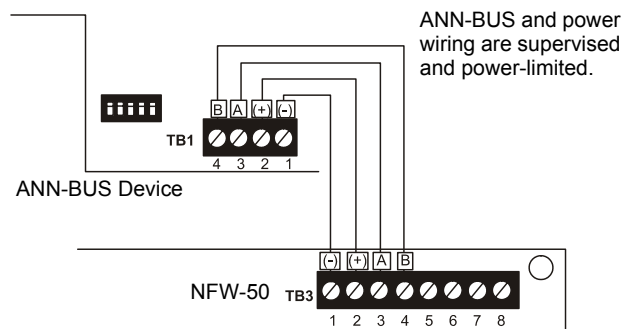 ANN-BUS and power
wiring are supervised
and power-limited.
B A (+) (-)
TB1
4 3 2 1
ANN-BUS Device
(-) (+) A B
NFW-50 TB3
1 2 3 4 5 6 7 8